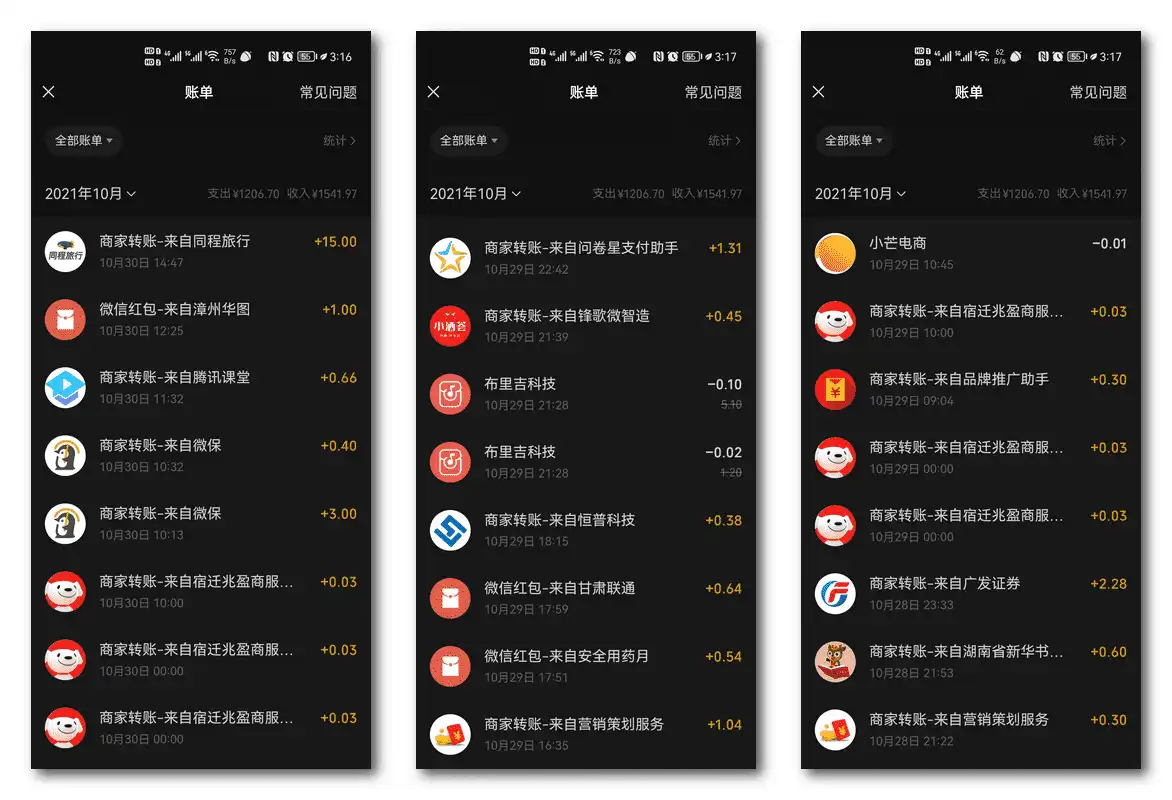 757
B/s
55
3:16
账单
常见问题
全部账单
统计
2021年10月
支出¥1206.70 收入¥1541.97
同程旅行
商家转账-来自同程旅行
+15.00
10月30日 14:47
微信红包-来自漳州华图
+1.00
10月30日 12:25
商家转账-来自腾讯课堂
+0.66
10月30日 11:32
商家转账-来自微保
+0.40
10月30日 10:32
商家转账-来自微保
+3.00
10月30日 10:13
商家转账-来自宿迁兆盈商服...
+0.03
10月30日 10:00
商家转账-来自宿迁兆盈商服...
+0.03
10月30日 00:00
商家转账-来自宿迁兆盈商服...
+0.03
10月30日 00:00
723
B/s
55
3:17
账单
常见问题
全部账单
统计
2021年10月
支出¥1206.70 收入¥1541.97
商家转账-来自问卷星支付助手
+1.31
10月29日 22:42
商家转账-来自锋歌微智造
+0.45
10月29日 21:39
布里吉科技
-0.10
10月29日 21:28
5.10
布里吉科技
-0.02
10月29日 21:28
1.20
商家转账-来自恒普科技
+0.38
10月29日 18:15
微信红包-来自甘肃联通
+0.64
10月29日 17:59
微信红包-来自安全用药月
+0.54
10月29日 17:51
商家转账-来自营销策划服务
+1.04
10月29日 16:35
62
B/s
55
3:17
账单
常见问题
全部账单
统计
2021年10月
支出¥1206.70 收入¥1541.97
小芒电商
-0.01
10月29日 10:45
商家转账-来自宿迁兆盈商服...
+0.03
10月29日 10:00
商家转账-来自品牌推广助手
+0.30
10月29日 09:04
商家转账-来自宿迁兆盈商服...
+0.03
10月29日 00:00
商家转账-来自宿迁兆盈商服...
+0.03
10月29日 00:00
商家转账-来自广发证券
+2.28
10月28日 23:33
商家转账-来自湖南省新华书...
+0.60
10月28日 21:53
商家转账-来自营销策划服务
+0.30
10月28日 21:22